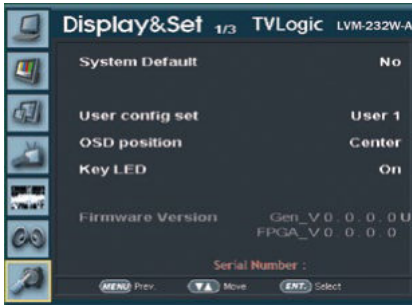 Display&Set 1/3 TVLogic LVM-232W-A
System Default No
User config set User 1
OSD position Center
Key LED On
Firmware Version Gen_V 0 . 0 . 0 . 0 U
FPGA_V 0 . 0 . 0 . 0
Serial Number :
MENU Prev. ▼▲ Move ENT. Select